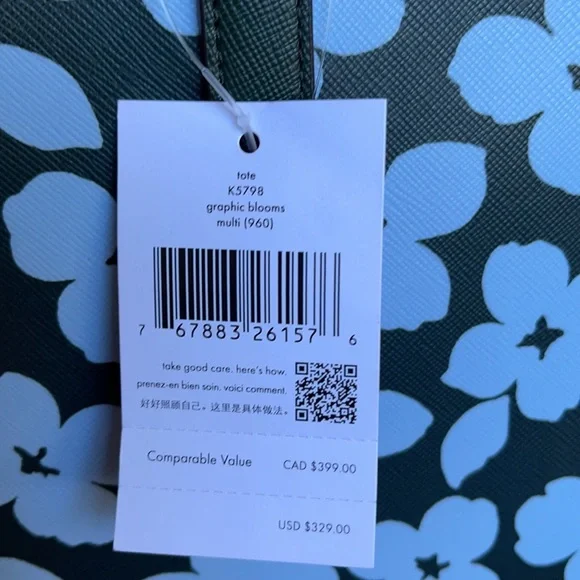 tote
K5798
graphic blooms
multi (960)
7 67883 26157 6
take good care. here's how.
prenez-en bien soin. voici comment.
好好照顾自己。这里是具体做法。
Comparable Value CAD $399.00
USD $329.00